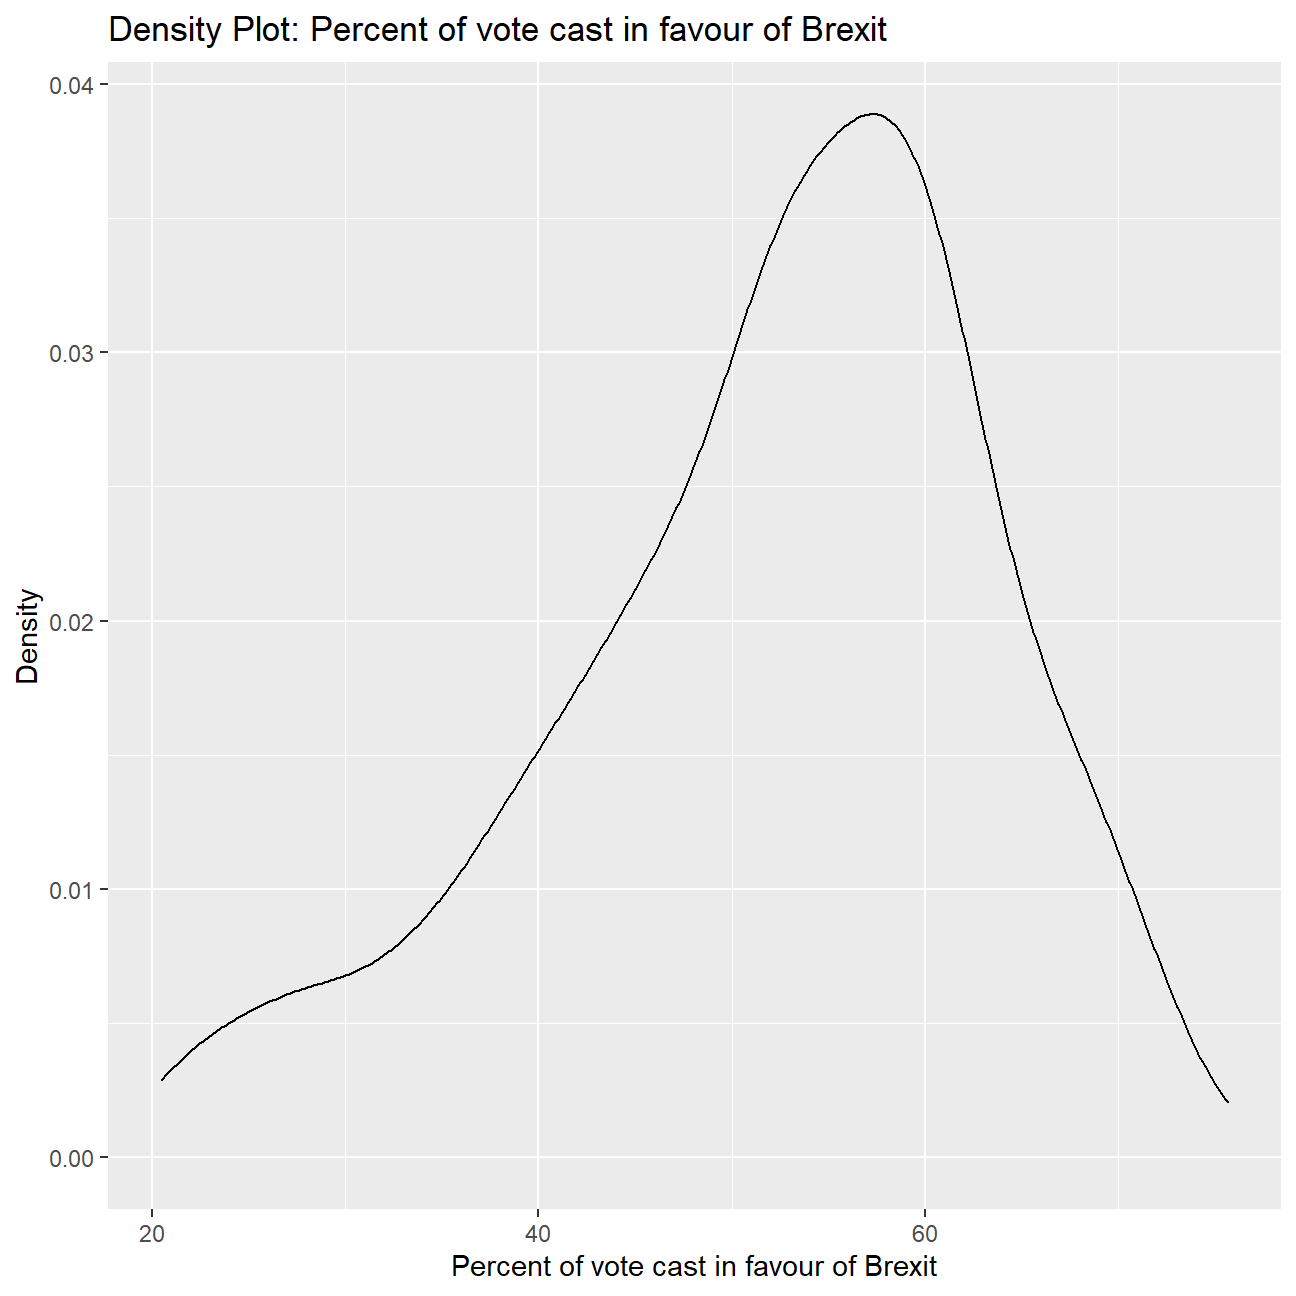 Density Plot: Percent of vote cast in favour of Brexit
0.04
0.03
0.02
0.01
0.00
Density
20 40 60
Percent of vote cast in favour of Brexit